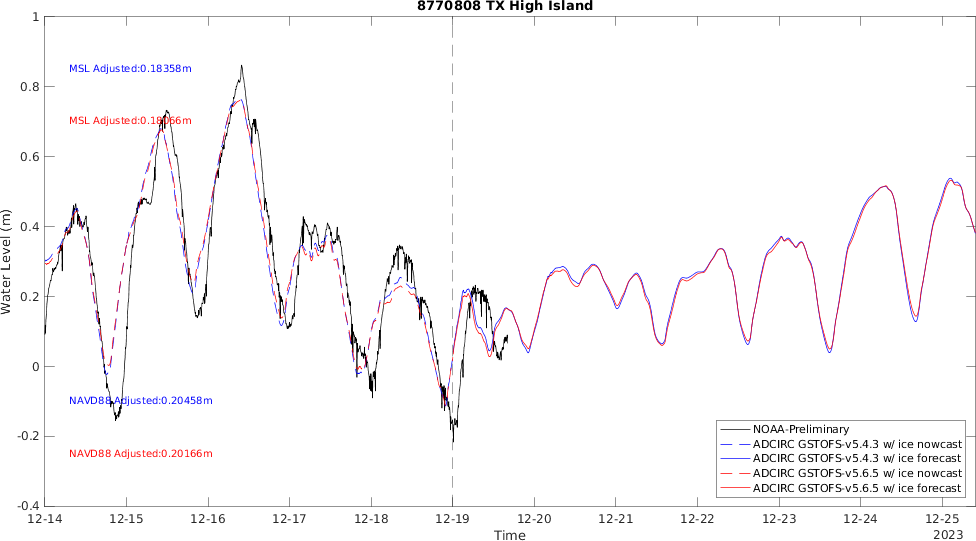 8770808 TX High Island
1
0.8
0.6
0.4
0.2
0
-0.2
-0.4
Water Level (m)
MSL Adjusted:0.18358m
MSL Adjusted:0.18066m
NAVD88 Adjusted:0.20458m
NAVD88 Adjusted:0.20166m
NOAA-Preliminary
ADCIRC GSTOFS-v5.4.3 w/ ice nowcast
ADCIRC GSTOFS-v5.4.3 w/ ice forecast
ADCIRC GSTOFS-v5.6.5 w/ ice nowcast
ADCIRC GSTOFS-v5.6.5 w/ ice forecast
12-14 12-15 12-16 12-17 12-18 12-19 12-20 12-21 12-22 12-23 12-24 12-25
Time
2023